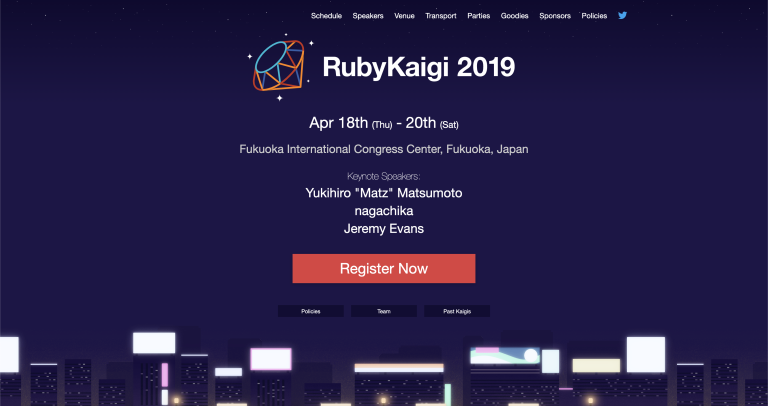 Schedule Speakers Venue Transport Parties Goodies Sponsors Policies
RubyKaigi 2019
Apr 18th (Thu) - 20th (Sat)
Fukuoka International Congress Center, Fukuoka, Japan
Keynote Speakers:
Yukihiro "Matz" Matsumoto
nagachika
Jeremy Evans
Register Now
Policies Team Past Kaigis